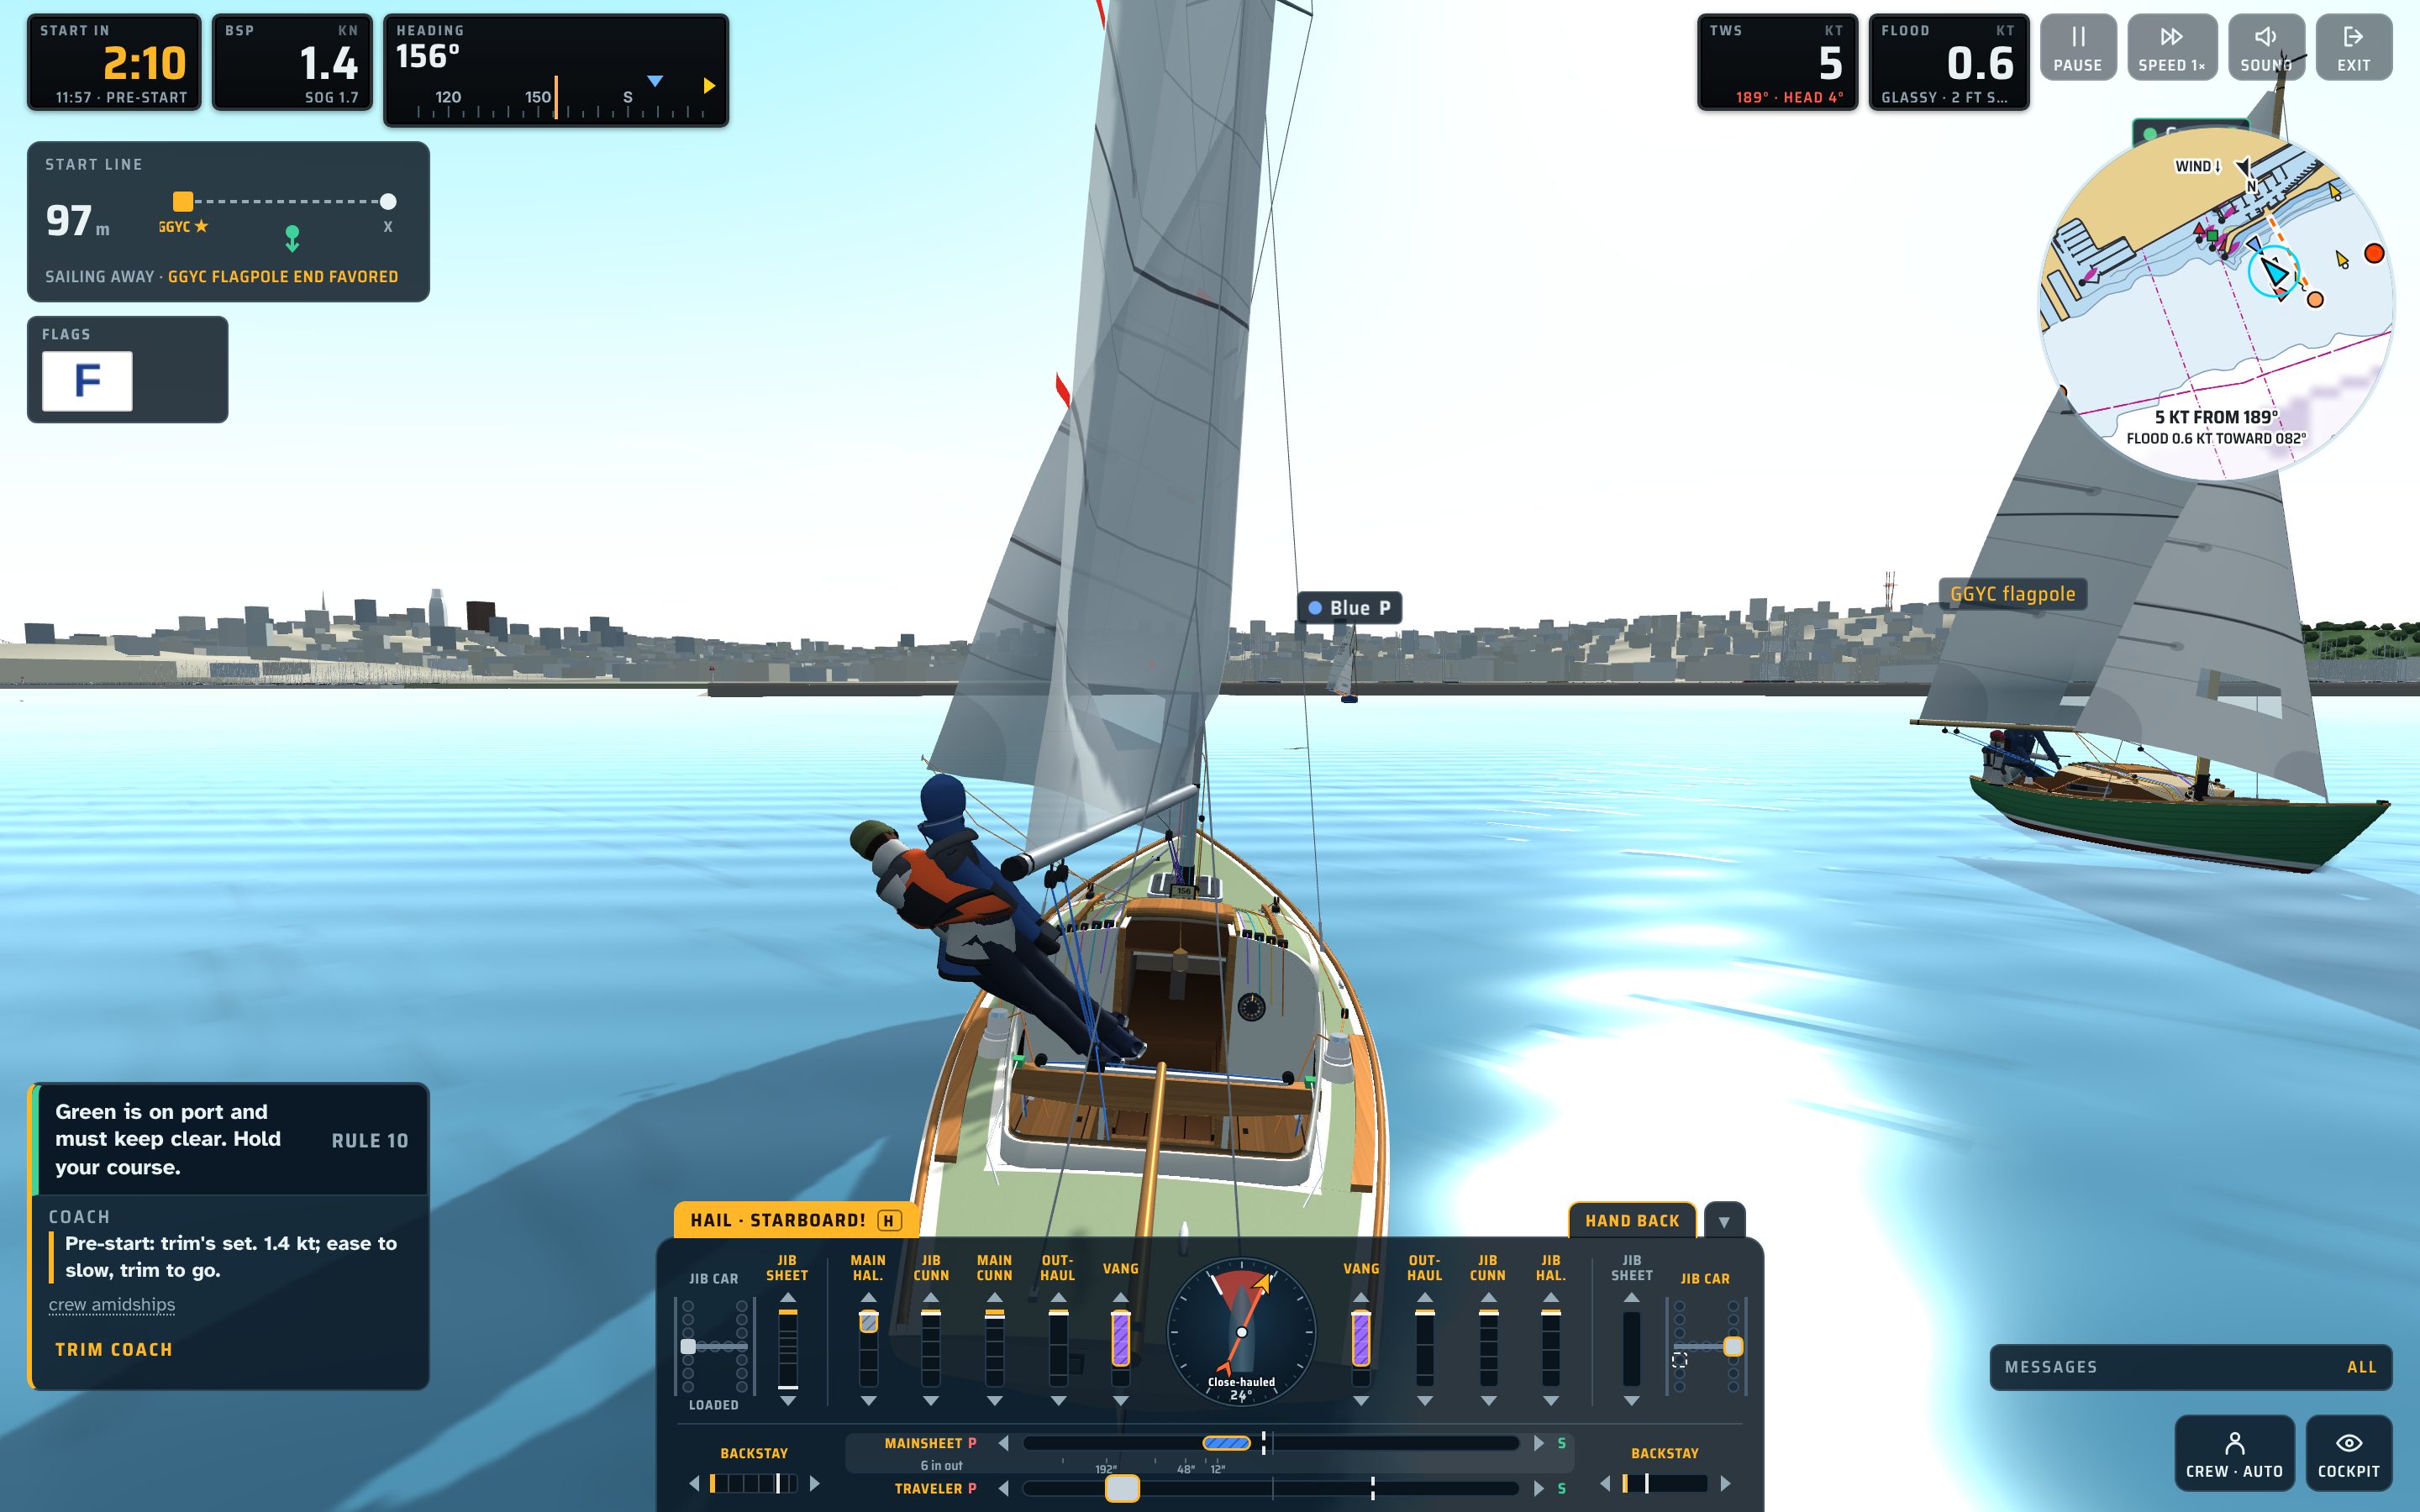 START IN
2:10
11:57 · PRE-START
BSP KN
1.4
SOG 1.7
HEADING
156°
120 150 S
TWS KT
5
189° · HEAD 4°
FLOOD KT
0.6
GLASSY · 2 FT S...
PAUSE
SPEED 1×
SOUND
EXIT
START LINE
97 m
GGYC ★
X
SAILING AWAY · GGYC FLAGPOLE END FAVORED
FLAGS
F
WIND ↓
N
5 KT FROM 189°
FLOOD 0.6 KT TOWARD 082°
Blue P
GGYC flagpole
156
Green is on port and
must keep clear. Hold
your course.
RULE 10
COACH
Pre-start: trim's set. 1.4 kt; ease to
slow, trim to go.
crew amidships
TRIM COACH
HAIL · STARBOARD! H
HAND BACK
▼
JIB CAR
LOADED
JIB SHEET
MAIN HAL.
JIB CUNN
MAIN CUNN
OUT-HAUL
VANG
Close-hauled
24°
VANG
OUT-HAUL
JIB CUNN
JIB HAL.
JIB SHEET
JIB CAR
BACKSTAY
MAINSHEET P
S
6 in out
192" 48" 12"
TRAVELER P
S
BACKSTAY
MESSAGES
ALL
CREW · AUTO
COCKPIT